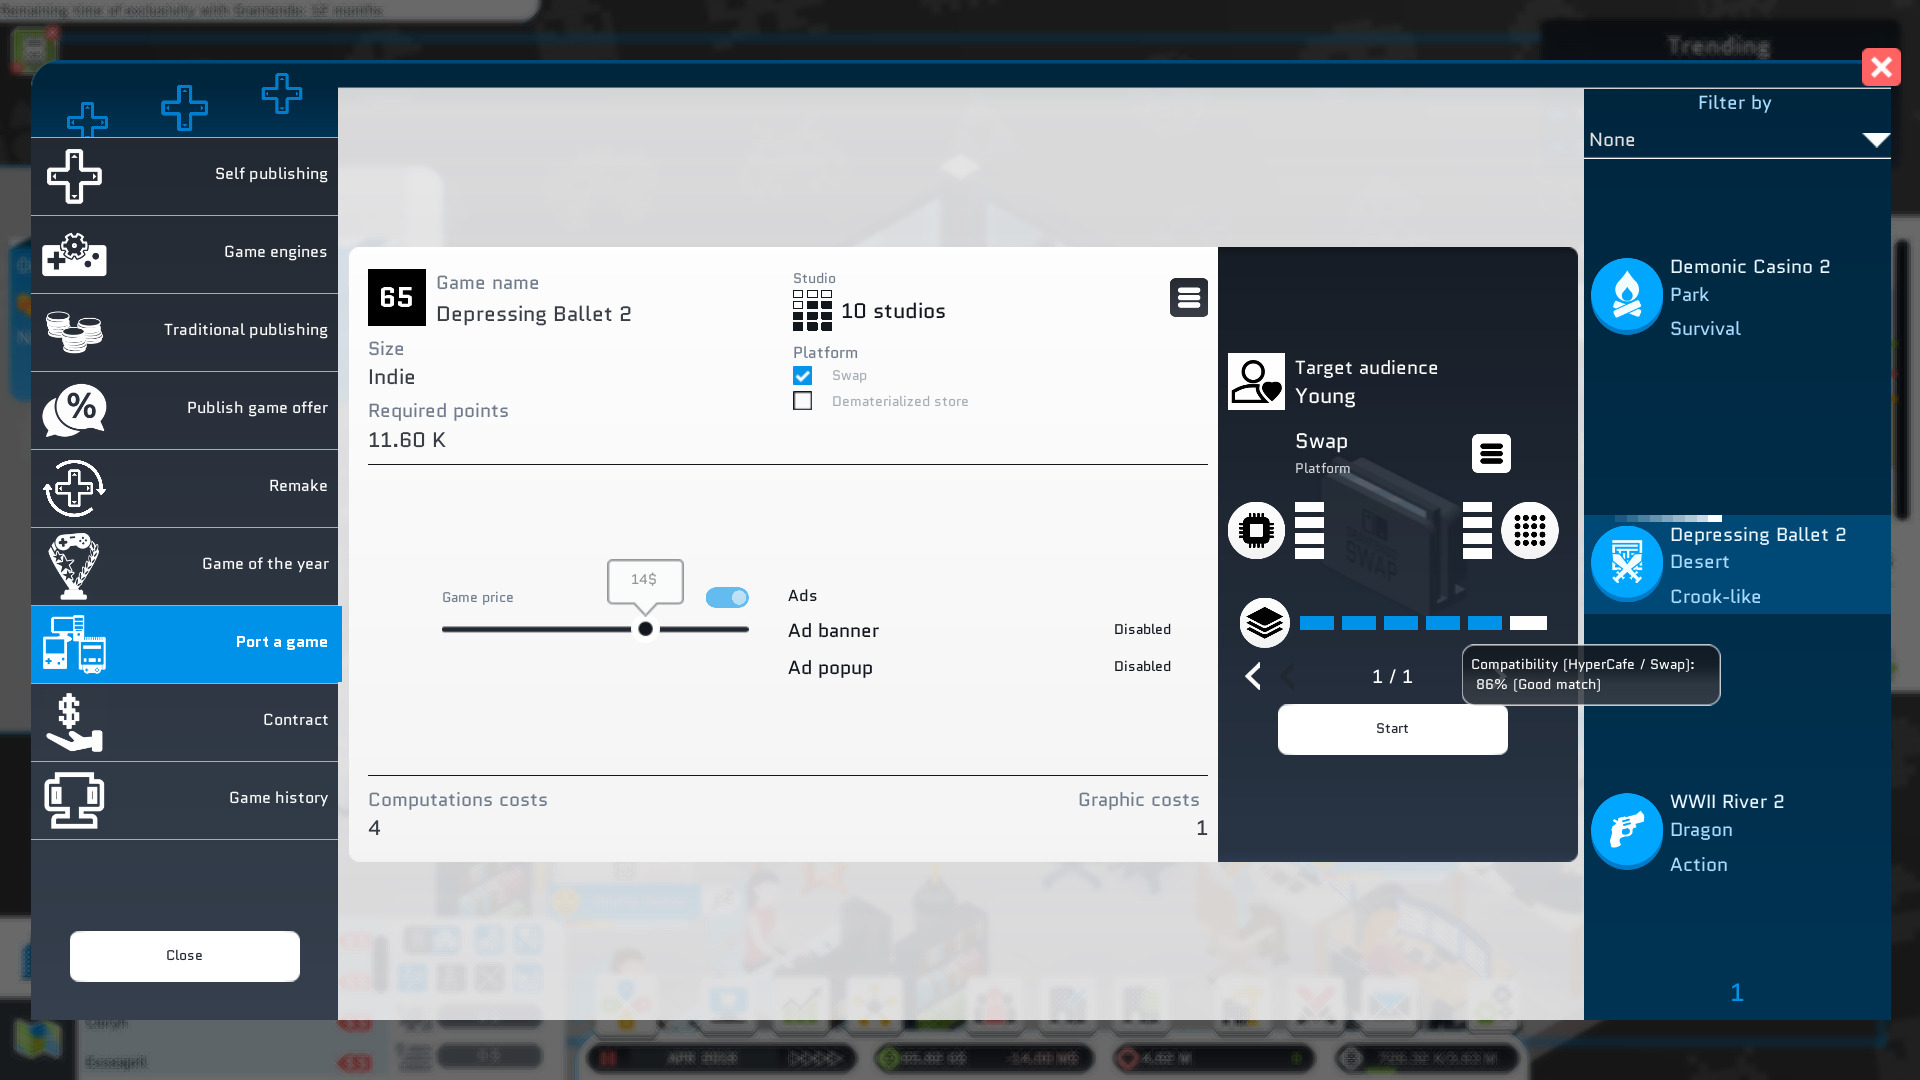 Remaining time of exclusivity with Gantendo: 12 months
Trending
Filter by
None
Self publishing
Game engines
Traditional publishing
Publish game offer
Remake
Game of the year
Port a game
Contract
Game history
Close
65
Game name
Depressing Ballet 2
Size
Indie
Required points
11.60 K
Studio
10 studios
Platform
Swap
Dematerialized store
Game price
14$
Ads
Ad banner
Disabled
Ad popup
Disabled
Computations costs
4
Graphic costs
1
Target audience
Young
Swap
Platform
SWAP
1 / 1
Compatibility (HyperCafe / Swap):
86% (Good match)
Start
Demonic Casino 2
Park
Survival
Depressing Ballet 2
Desert
Crook-like
WWII River 2
Dragon
Action
1